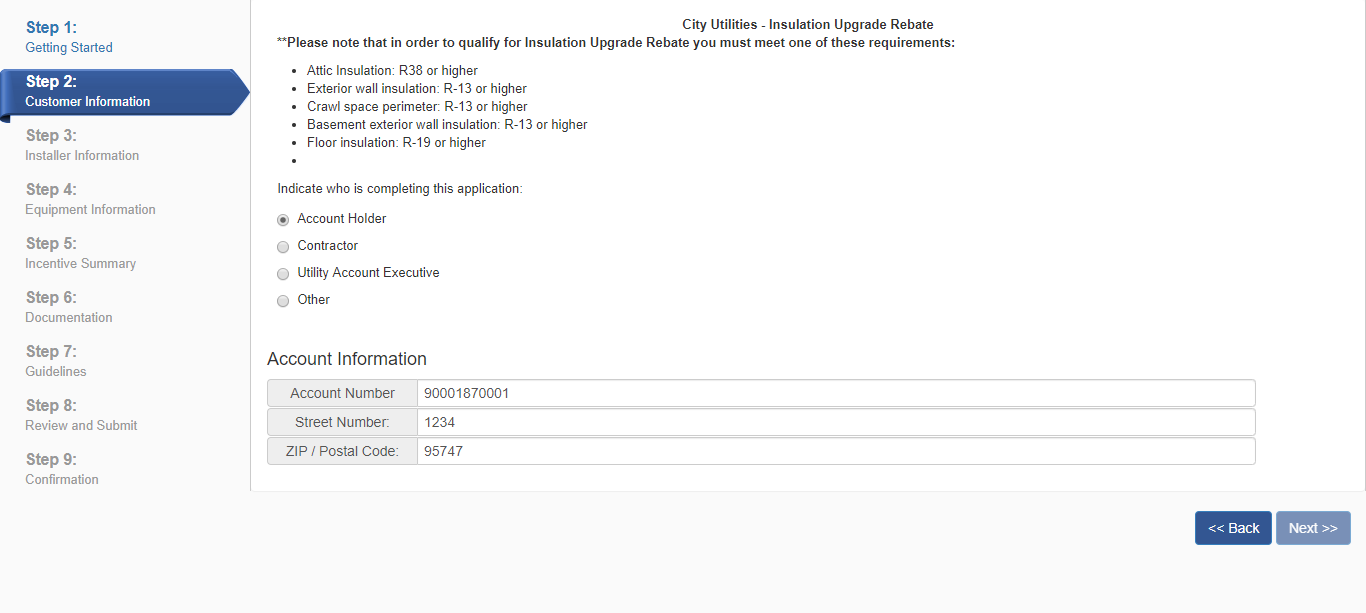 Step 1:
Getting Started
Step 2:
Customer Information
Step 3:
Installer Information
Step 4:
Equipment Information
Step 5:
Incentive Summary
Step 6:
Documentation
Step 7:
Guidelines
Step 8:
Review and Submit
Step 9:
Confirmation
City Utilities - Insulation Upgrade Rebate
**Please note that in order to qualify for Insulation Upgrade Rebate you must meet one of these requirements:
• Attic Insulation: R38 or higher
• Exterior wall insulation: R-13 or higher
• Crawl space perimeter: R-13 or higher
• Basement exterior wall insulation: R-13 or higher
• Floor insulation: R-19 or higher
•
Indicate who is completing this application:
Account Holder
Contractor
Utility Account Executive
Other
Account Information
Account Number 90001870001
Street Number: 1234
ZIP / Postal Code: 95747
<< Back Next >>